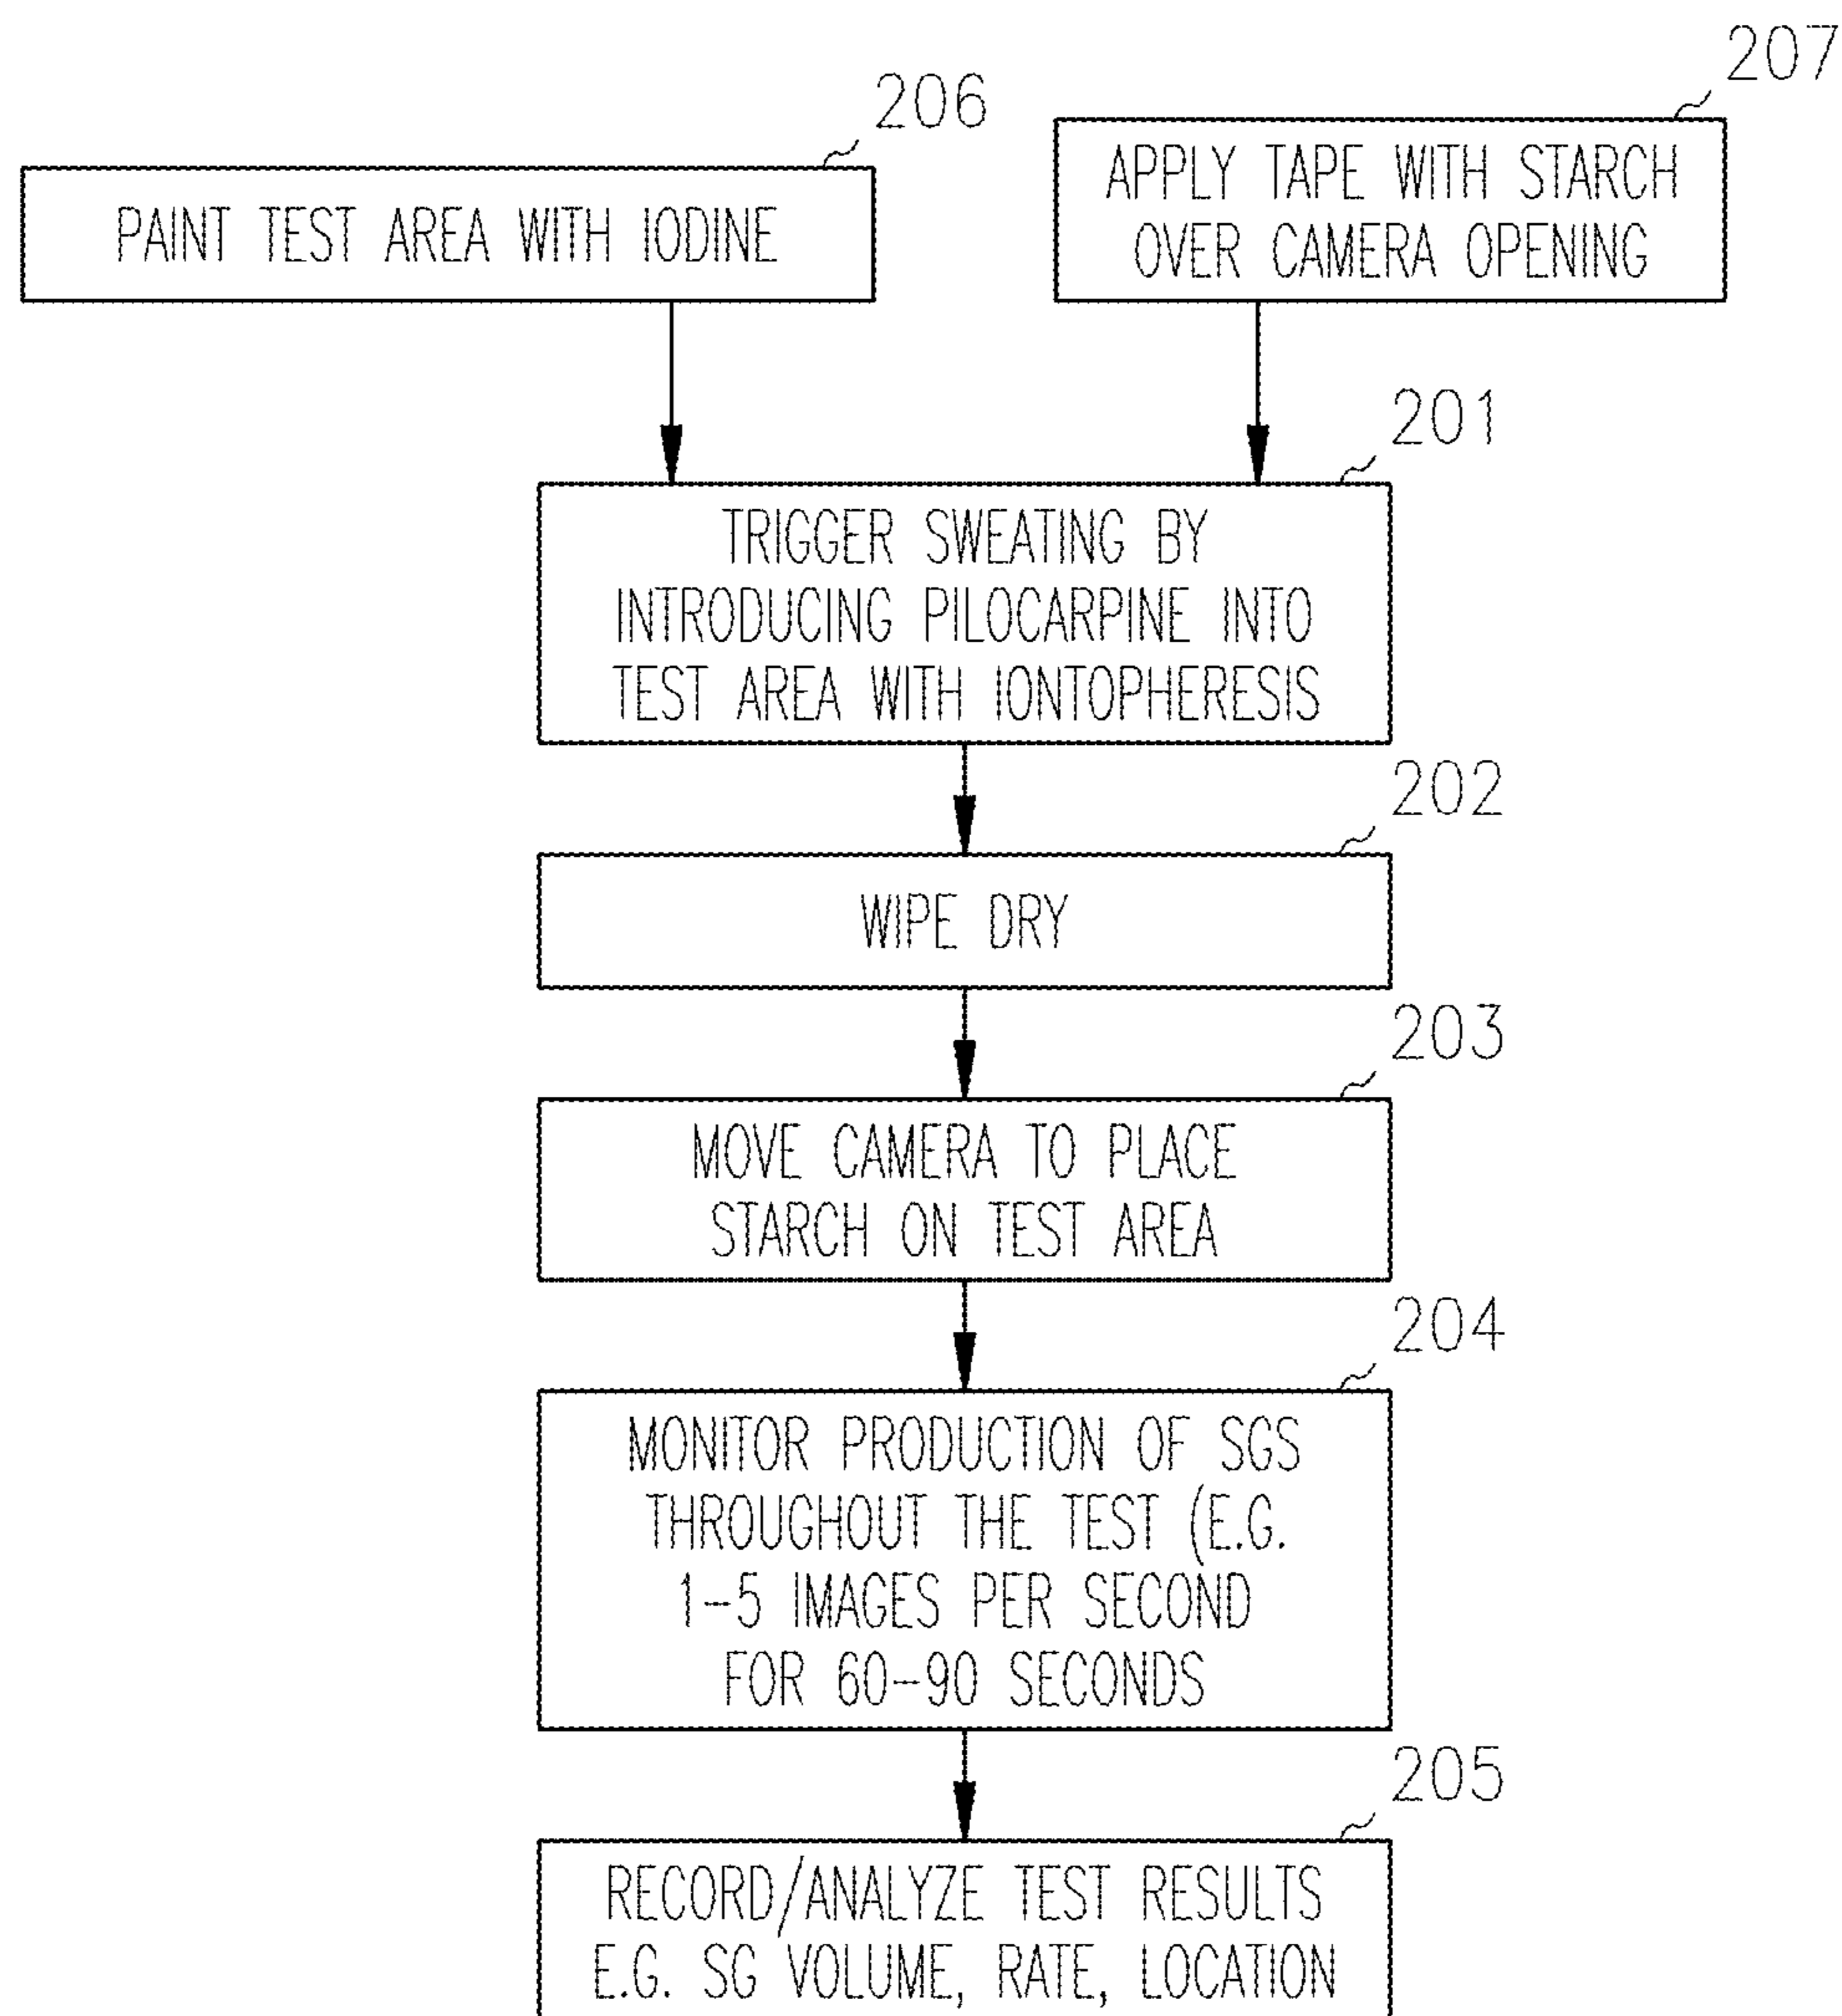 206
PAINT TEST AREA WITH IODINE
207
APPLY TAPE WITH STARCH
OVER CAMERA OPENING
201
TRIGGER SWEATING BY
INTRODUCING PILOCARPINE INTO
TEST AREA WITH IONTOPHERESIS
202
WIPE DRY
203
MOVE CAMERA TO PLACE
STARCH ON TEST AREA
204
MONITOR PRODUCTION OF SGS
THROUGHOUT THE TEST (E.G.
1–5 IMAGES PER SECOND
FOR 60–90 SECONDS
205
RECORD/ANALYZE TEST RESULTS
E.G. SG VOLUME, RATE, LOCATION